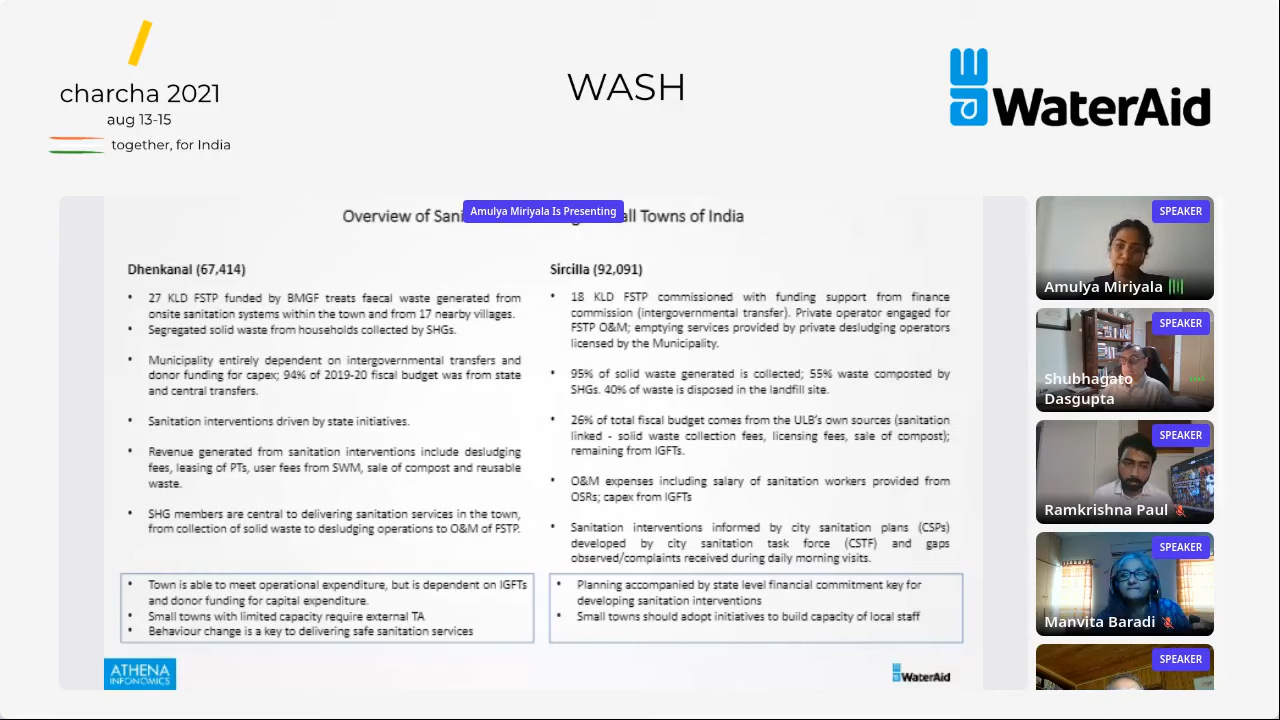 charcha 2021
aug 13-15
together, for India
WASH
WaterAid
Amulya Miriyala Is Presenting
Overview of Sani
all Towns of India
Dhenkanal (67,414)
• 27 KLD FSTP funded by BMGF treats faecal waste generated from
onsite sanitation systems within the town and from 17 nearby villages.
• Segregated solid waste from households collected by SHGs.
• Municipality entirely dependent on intergovernmental transfers and
donor funding for capex; 94% of 2019-20 fiscal budget was from state
and central transfers.
• Sanitation interventions driven by state initiatives.
• Revenue generated from sanitation interventions include desludging
fees, leasing of PTs, user fees from SWM, sale of compost and reusable
waste.
• SHG members are central to delivering sanitation services in the town,
from collection of solid waste to desludging operations to O&M of FSTP.
• Town is able to meet operational expenditure, but is dependent on IGFTs
and donor funding for capital expenditure.
• Small towns with limited capacity require external TA
• Behaviour change is a key to delivering safe sanitation services
Sircilla (92,091)
• 18 KLD FSTP commissioned with funding support from finance
commission (intergovernmental transfer). Private operator engaged for
FSTP O&M; emptying services provided by private desludging operators
licensed by the Municipality.
• 95% of solid waste generated is collected; 55% waste composted by
SHGs. 40% of waste is disposed in the landfill site.
• 26% of total fiscal budget comes from the ULB's own sources (sanitation
linked - solid waste collection fees, licensing fees, sale of compost);
remaining from IGFTs.
• O&M expenses including salary of sanitation workers provided from
OSRs; capex from IGFTs
• Sanitation interventions informed by city sanitation plans (CSPs)
developed by city sanitation task force (CSTF) and gaps
observed/complaints received during daily morning visits.
• Planning accompanied by state level financial commitment key for
developing sanitation interventions
• Small towns should adopt initiatives to build capacity of local staff
ATHENA
INFONOMICS
WaterAid
SPEAKER
Amulya Miriyala
SPEAKER
Shubhagato
Dasgupta
SPEAKER
Ramkrishna Paul
SPEAKER
Manvita Baradi
SPEAKER